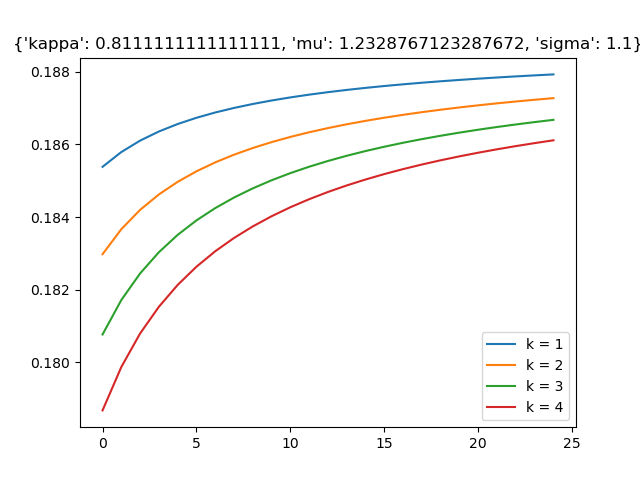 {'kappa': 0.8111111111111111, 'mu': 1.2328767123287672, 'sigma': 1.1}
0.188
0.186
0.184
0.182
0.180
k = 1
k = 2
k = 3
k = 4
0 5 10 15 20 25